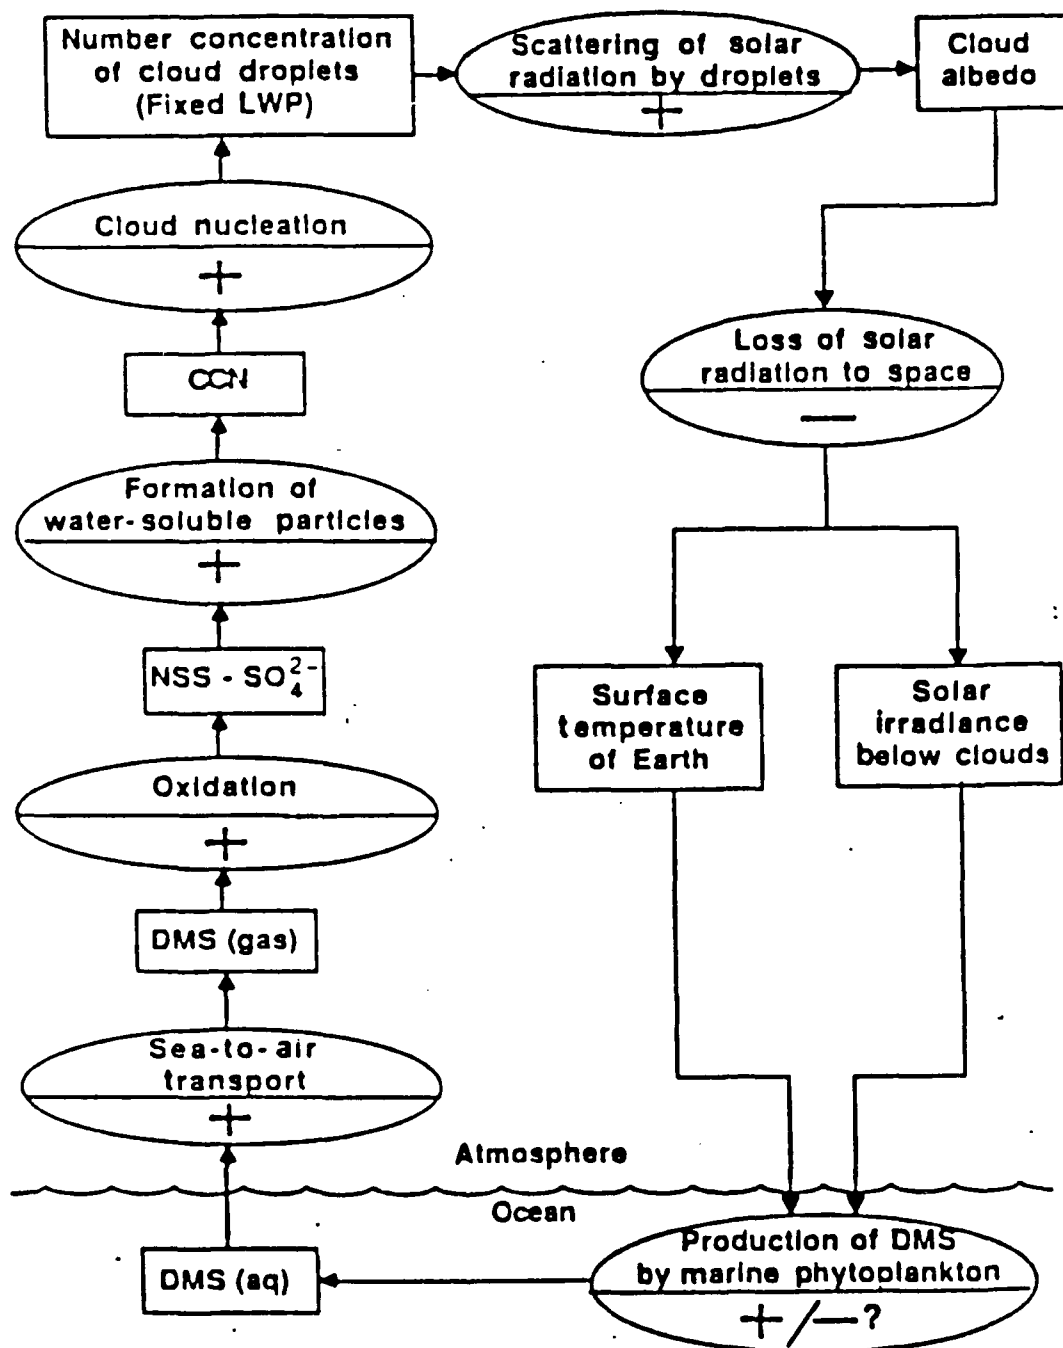 Number concentration
of cloud droplets
(Fixed LWP)
Scattering of solar
radiation by droplets
+
Cloud
albedo
Cloud nucleation
+
Loss of solar
radiation to space
—
CCN
Formation of
water-soluble particles
+
NSS - SO₄²⁻
Surface
temperature
of Earth
Solar
irradiance
below clouds
Oxidation
+
DMS (gas)
Sea-to-air
transport
+
Atmosphere
Ocean
DMS (aq)
Production of DMS
by marine phytoplankton
+/—?